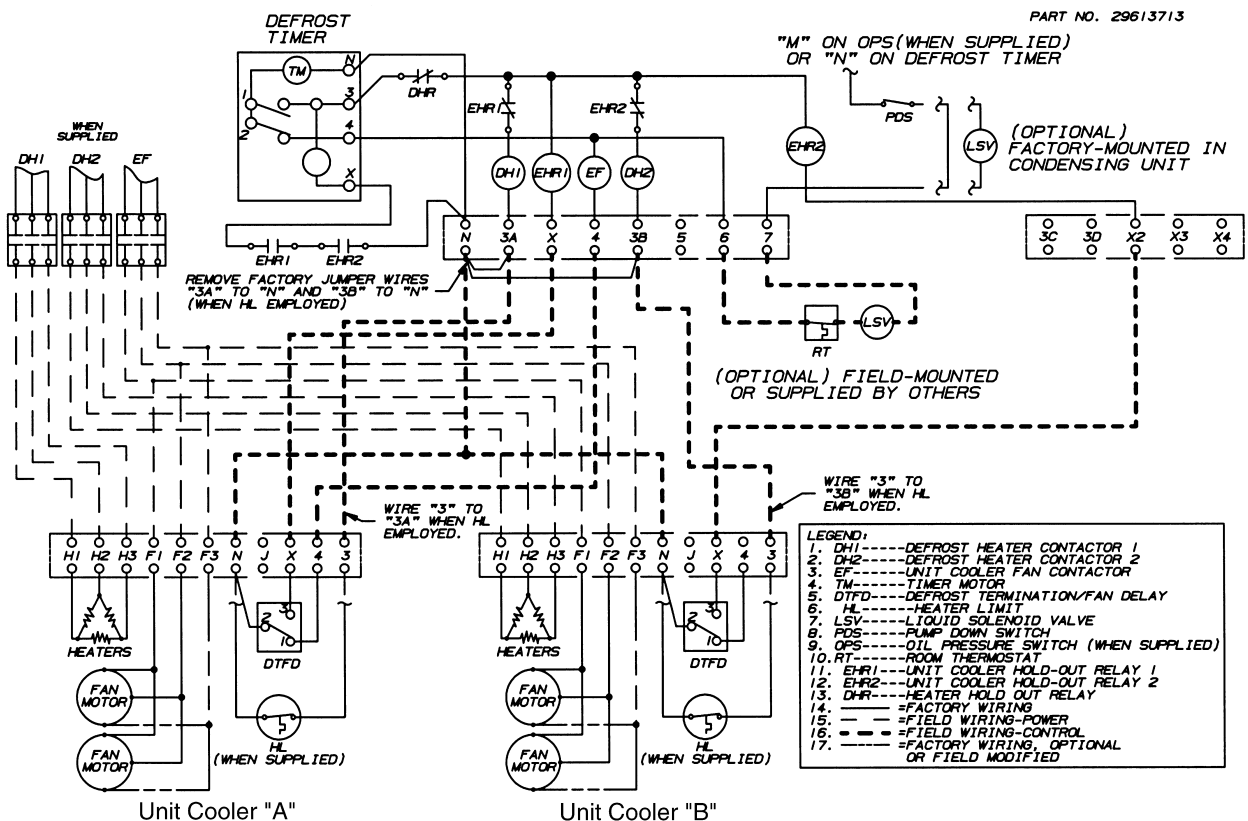 PART NO. 29613713
DEFROST
TIMER
"M" ON OPS(WHEN SUPPLIED)
OR "N" ON DEFROST TIMER
TM
N
3
1
2
4
X
DHR
EHR1
EHR2
PDS
LSV
(OPTIONAL)
FACTORY-MOUNTED IN
CONDENSING UNIT
WHEN
SUPPLIED
DH1
DH2
EF
DH1
EHR1
EF
DH2
EHR2
N
3A
X
4
3B
5
6
7
3C
3D
X2
X3
X4
EHR1
EHR2
REMOVE FACTORY JUMPER WIRES
"3A" TO "N" AND "3B" TO "N"
(WHEN HL EMPLOYED)
RT
LSV
(OPTIONAL) FIELD-MOUNTED
OR SUPPLIED BY OTHERS
WIRE "3" TO
"3A" WHEN HL
EMPLOYED.
WIRE "3" TO
"3B" WHEN HL
EMPLOYED.
H1
H2
H3
F1
F2
F3
N
J
X
4
3
H1
H2
H3
F1
F2
F3
N
J
X
4
3
HEATERS
2
3
1
DTFD
FAN
MOTOR
FAN
MOTOR
HL
(WHEN SUPPLIED)
Unit Cooler "A"
HEATERS
2
3
1
DTFD
FAN
MOTOR
FAN
MOTOR
HL
(WHEN SUPPLIED)
Unit Cooler "B"
LEGEND:
1. DH1-----DEFROST HEATER CONTACTOR 1
2. DH2-----DEFROST HEATER CONTACTOR 2
3. EF------UNIT COOLER FAN CONTACTOR
4. TM------TIMER MOTOR
5. DTFD----DEFROST TERMINATION/FAN DELAY
6. HL-----HEATER LIMIT
7. LSV-----LIQUID SOLENOID VALVE
8. PDS-----PUMP DOWN SWITCH
9. OPS-----OIL PRESSURE SWITCH (WHEN SUPPLIED)
10.RT------ROOM THERMOSTAT
11. EHR1---UNIT COOLER HOLD-OUT RELAY 1
12. EHR2---UNIT COOLER HOLD-OUT RELAY 2
13. DHR----HEATER HOLD OUT RELAY
14. =FACTORY WIRING
15. =FIELD WIRING-POWER
16. =FIELD WIRING-CONTROL
17. =FACTORY WIRING, OPTIONAL
OR FIELD MODIFIED